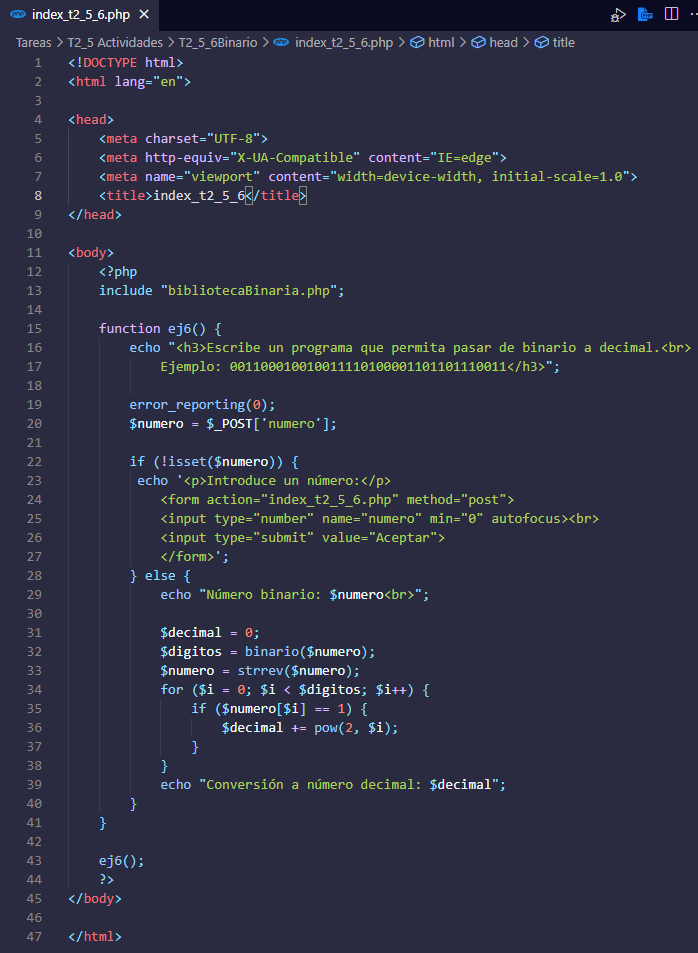 index_t2_5_6.php
Tareas > T2_5 Actividades > T2_5_6Binario > index_t2_5_6.php > html > head > title
1 <!DOCTYPE html>
2 <html lang="en">
3
4 <head>
5 <meta charset="UTF-8">
6 <meta http-equiv="X-UA-Compatible" content="IE=edge">
7 <meta name="viewport" content="width=device-width, initial-scale=1.0">
8 <title>index_t2_5_6</title>
9 </head>
10
11 <body>
12 <?php
13 include "bibliotecaBinaria.php";
14
15 function ej6() {
16 echo "<h3>Escribe un programa que permita pasar de binario a decimal.<br>
17 Ejemplo: 0011000100100111101000011011011​10011</h3>";
18
19 error_reporting(0);
20 $numero = $_POST['numero'];
21
22 if (!isset($numero)) {
23 echo '<p>Introduce un número:</p>
24 <form action="index_t2_5_6.php" method="post">
25 <input type="number" name="numero" min="0" autofocus><br>
26 <input type="submit" value="Aceptar">
27 </form>';
28 } else {
29 echo "Número binario: $numero<br>";
30
31 $decimal = 0;
32 $digitos = binario($numero);
33 $numero = strrev($numero);
34 for ($i = 0; $i < $digitos; $i++) {
35 if ($numero[$i] == 1) {
36 $decimal += pow(2, $i);
37 }
38 }
39 echo "Conversión a número decimal: $decimal";
40 }
41 }
42
43 ej6();
44 ?>
45 </body>
46
47 </html>